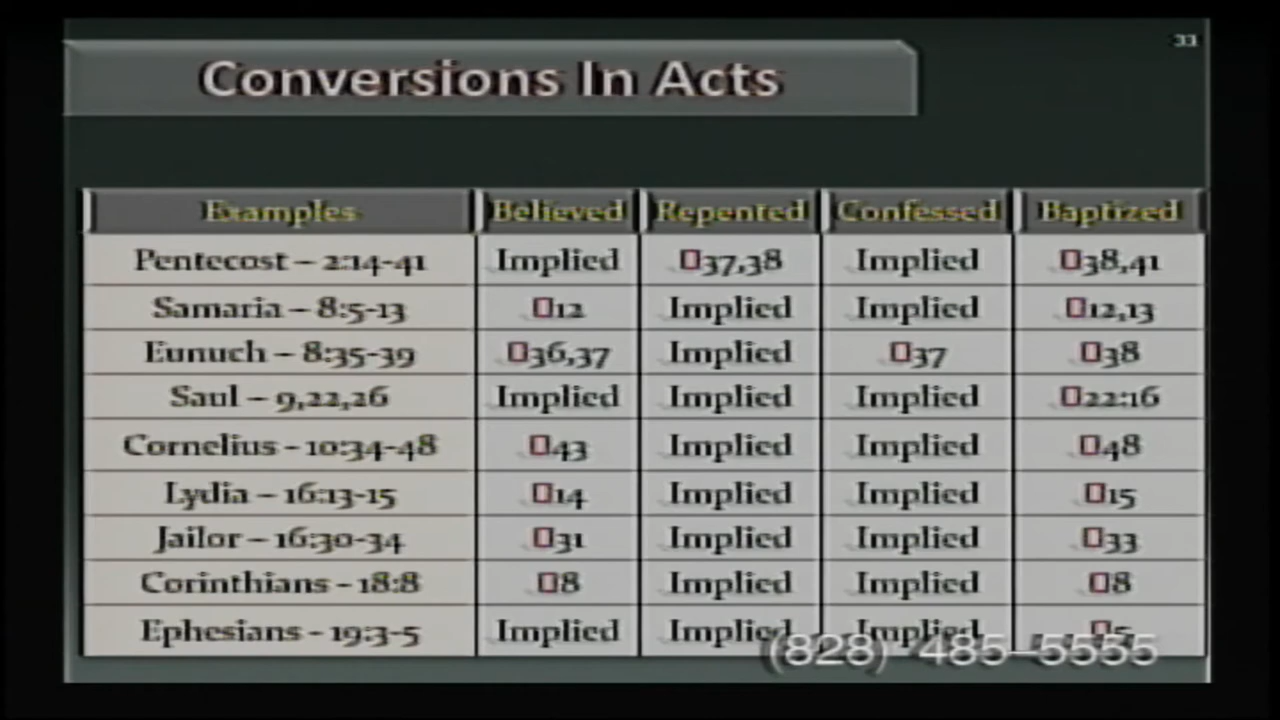 33
Conversions In Acts
Examples Believed Repented Confessed Baptized
Pentecost – 2:14-41 Implied 37,38 Implied 38,41
Samaria – 8:5-13 12 Implied Implied 12,13
Eunuch – 8:35-39 36,37 Implied 37 38
Saul – 9,22,26 Implied Implied Implied 22:16
Cornelius - 10:34-48 43 Implied Implied 48
Lydia – 16:13-15 14 Implied Implied 15
Jailor – 16:30-34 31 Implied Implied 33
Corinthians - 18:8 8 Implied Implied 8
Ephesians - 19:3-5 Implied Implied Implied 5
(828) 485-5555